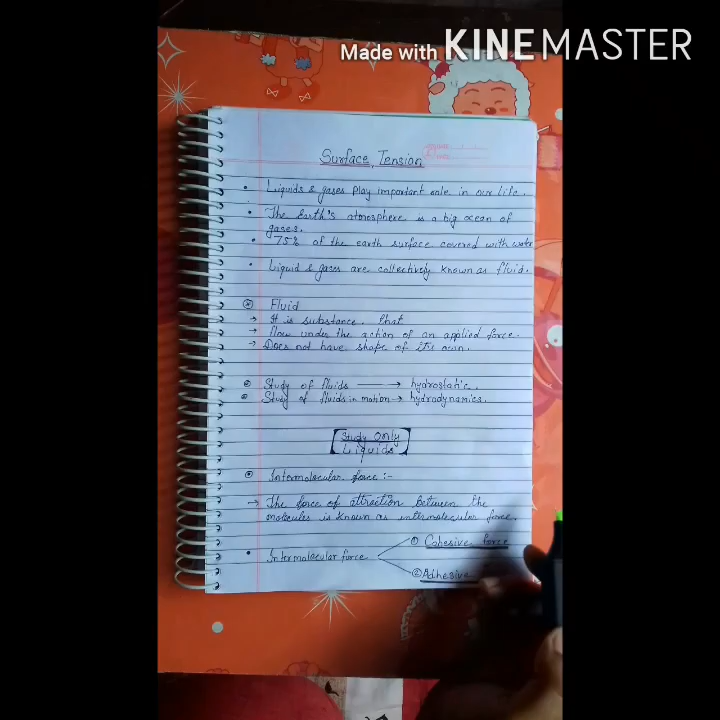 Made with KINEMASTER
Surface Tension
• Liquids & gases play important role in our life.
• The Earth's atmosphere is a big ocean of
gases.
• 75% of the earth surface covered with water
• Liquid & gases are collectively known as fluid.
Fluid
→ It is substance that
→ flow under the action of an applied force.
→ Does not have shape of its own.
Study of fluids → hydrostatic.
Study of fluids in motion → hydrodynamics.
Study Only
Liquids
Intermolecular force :-
→ The force of attraction between the
molecules is known as intermolecular force.
① Cohesive force
• Intermolecular force
② Adhesive